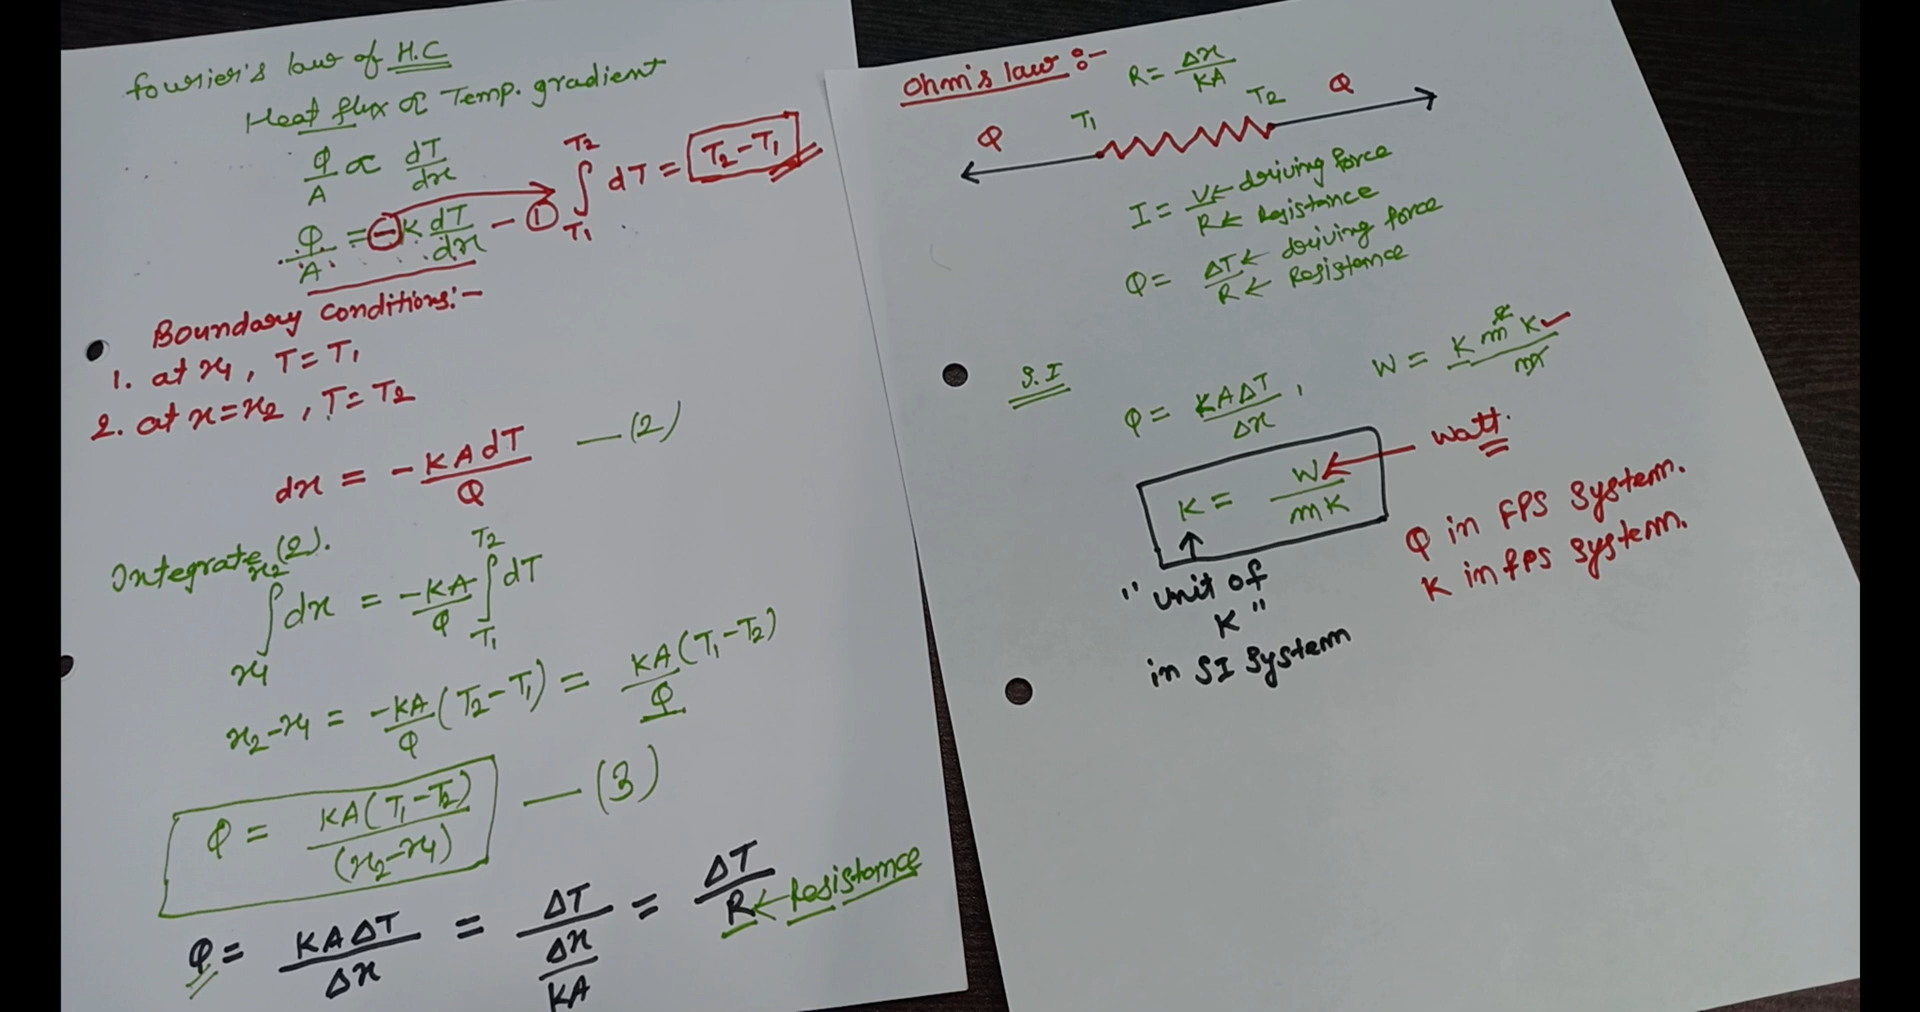 Fourier's law of H.C
Heat flux ∝ Temp. gradient
Q/A ∝ dT/dx
Q/A = -K dT/dx - ①
∫_{T1}^{T2} dT = T2-T1
Boundary conditions:-
1. at x1, T=T1
2. at x=x2, T=T2
dx = -KAdT/Q —(2)
Integrate (2).
∫_{x1}^{x2} dx = -KA/Q ∫_{T1}^{T2} dT
x2-x1 = -KA/Q (T2-T1) = KA(T1-T2)/Q
Q = KA(T1-T2)/(x2-x1) —(3)
Q = KAΔT/Δx = ΔT/(Δx/KA) = ΔT/R ← Resistance
Ohm's law :-
R = Δx/KA
Q T1 T2 Q
I = V/R V ← driving force
R ← Resistance
Q = ΔT/R ΔT ← driving force
R ← Resistance
S.I
Q = KAΔT/Δx , W = K m² K/m
K = W/mK ← Watt.
"Unit of
K"
in SI System
Q in FPS System.
K in fps System.